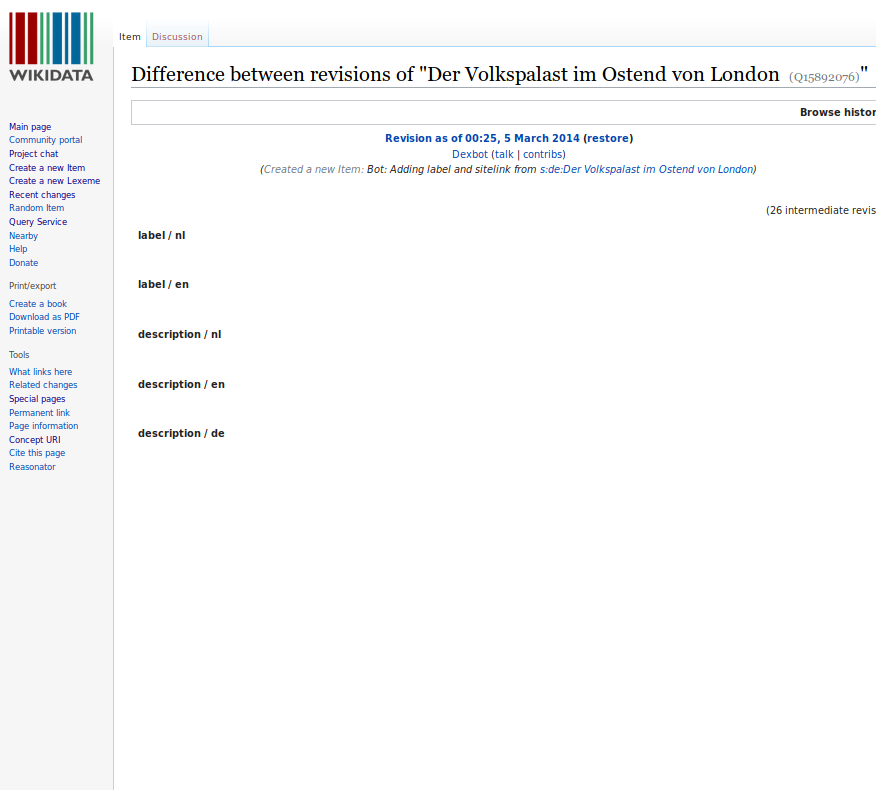 WIKIDATA
Item
Discussion
Difference between revisions of "Der Volkspalast im Ostend von London (Q15892076)"
Browse histor
Revision as of 00:25, 5 March 2014 (restore)
Dexbot (talk | contribs)
(Created a new Item: Bot: Adding label and sitelink from s:de:Der Volkspalast im Ostend von London)
(26 intermediate revis
label / nl
label / en
description / nl
description / en
description / de
Main page
Community portal
Project chat
Create a new Item
Create a new Lexeme
Recent changes
Random Item
Query Service
Nearby
Help
Donate
Print/export
Create a book
Download as PDF
Printable version
Tools
What links here
Related changes
Special pages
Permanent link
Page information
Concept URI
Cite this page
Reasonator